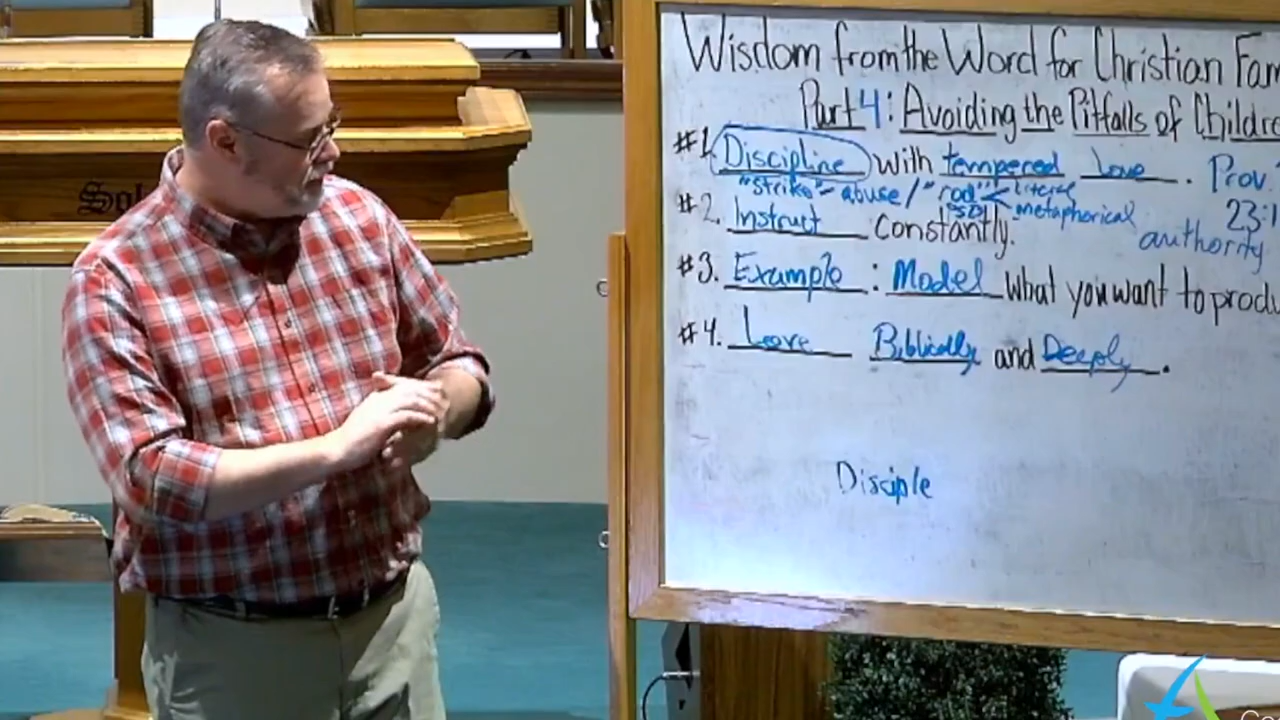 Wisdom from the Word for Christian Fam
Part 4: Avoiding the Pitfalls of Childre
#1. Discipline with tempered Love. Prov.
"strike" - abuse / "rod" < literal
metaphorical
23:1
#2. Instruct constantly.
authority
#3. Example: Model what you want to produ
#4. Love Biblically and Deeply.
Disciple
Sol